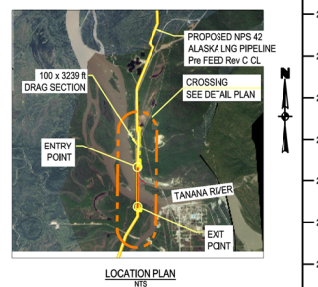 PROPOSED NPS 42
ALASKA LNG PIPELINE
Pre FEED Rev C CL
100 x 3239 ft
DRAG SECTION
CROSSING
SEE DETAIL PLAN
N
ENTRY
POINT
TANANA RIVER
EXIT
POINT
LOCATION PLAN
NTS